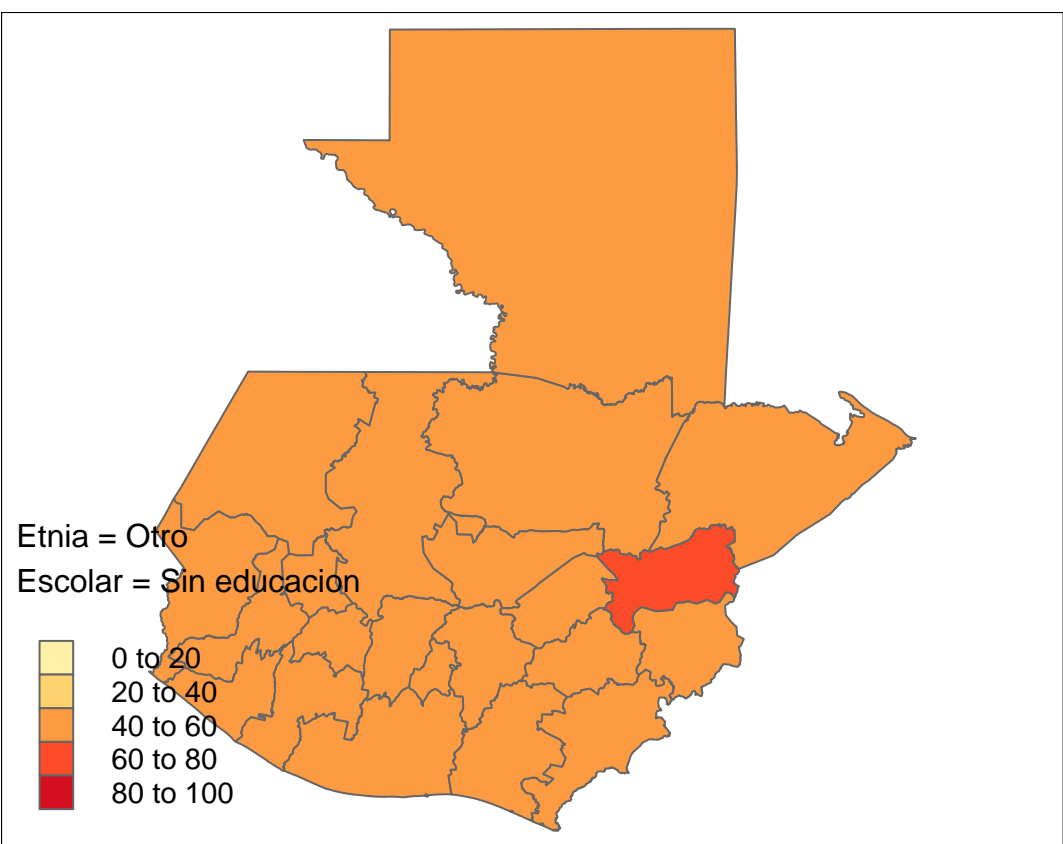 Etnia = Otro
Escolar = Sin educacion
0 to 20
20 to 40
40 to 60
60 to 80
80 to 100